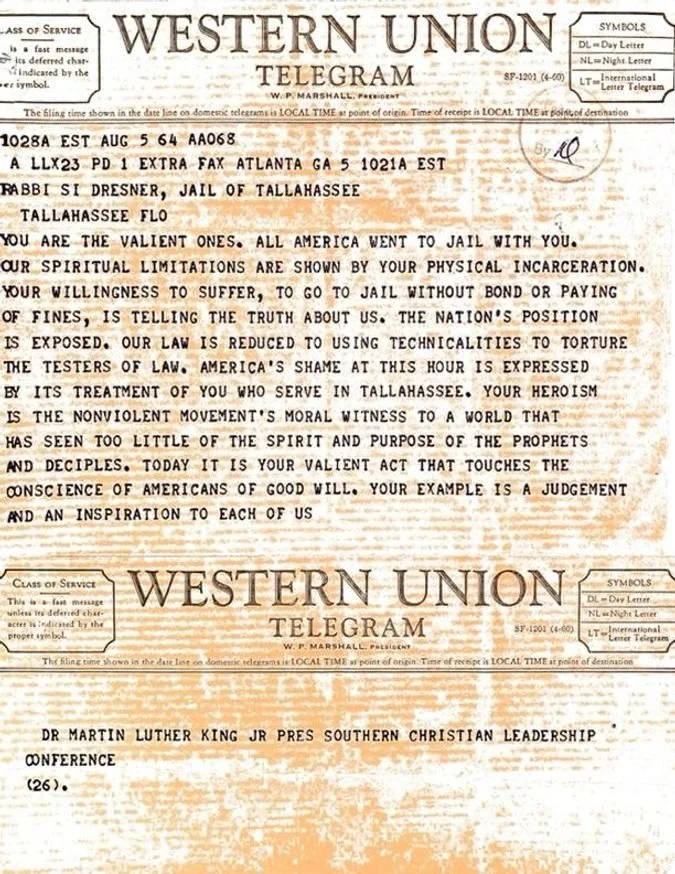 CLASS OF SERVICE
is a fast message
its deferred char-
indicated by the
symbol.
WESTERN UNION
TELEGRAM
W. P. MARSHALL, PRESIDENT
SF-1201 (4-60)
SYMBOLS
DL=Day Letter
NL=Night Letter
LT=International Letter Telegram
The filing time shown in the date line on domestic telegrams is LOCAL TIME at point of origin. Time of receipt is LOCAL TIME at point of destination
By
1028A EST AUG 5 64 AA068
A LLX23 PD 1 EXTRA FAX ATLANTA GA 5 1021A EST
RABBI SI DRESNER, JAIL OF TALLAHASSEE
TALLAHASSEE FLO
YOU ARE THE VALIENT ONES. ALL AMERICA WENT TO JAIL WITH YOU.
OUR SPIRITUAL LIMITATIONS ARE SHOWN BY YOUR PHYSICAL INCARCERATION.
YOUR WILLINGNESS TO SUFFER, TO GO TO JAIL WITHOUT BOND OR PAYING
OF FINES, IS TELLING THE TRUTH ABOUT US. THE NATION'S POSITION
IS EXPOSED. OUR LAW IS REDUCED TO USING TECHNICALITIES TO TORTURE
THE TESTERS OF LAW. AMERICA'S SHAME AT THIS HOUR IS EXPRESSED
BY ITS TREATMENT OF YOU WHO SERVE IN TALLAHASSEE. YOUR HEROISM
IS THE NONVIOLENT MOVEMENT'S MORAL WITNESS TO A WORLD THAT
HAS SEEN TOO LITTLE OF THE SPIRIT AND PURPOSE OF THE PROPHETS
AND DECIPLES. TODAY IT IS YOUR VALIENT ACT THAT TOUCHES THE
CONSCIENCE OF AMERICANS OF GOOD WILL. YOUR EXAMPLE IS A JUDGEMENT
AND AN INSPIRATION TO EACH OF US
CLASS OF SERVICE
This is a fast message
unless its deferred char-
acter is indicated by the
proper symbol.
WESTERN UNION
TELEGRAM
W. P. MARSHALL, PRESIDENT
SF-1201 (4-60)
SYMBOLS
DL=Day Letter
NL=Night Letter
LT=International Letter Telegram
The filing time shown in the date line on domestic telegrams is LOCAL TIME at point of origin. Time of receipt is LOCAL TIME at point of destination
DR MARTIN LUTHER KING JR PRES SOUTHERN CHRISTIAN LEADERSHIP
CONFERENCE
(26).